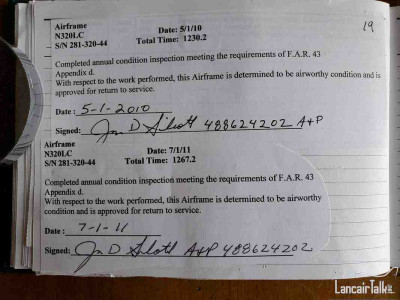 19
Airframe
N320LC Date: 5/1/10
S/N 281-320-44 Total Time: 1230.2
Completed annual condition inspection meeting the requirements of F.A.R. 43
Appendix d.
With respect to the work performed, this Airframe is determined to be airworthy condition and is
approved for return to service.
Date : 5-1-2010
Signed: D 488624202 A+P
Airframe
N320LC Date: 7/1/11
S/N 281-320-44 Total Time: 1267.2
Completed annual condition inspection meeting the requirements of F.A.R. 43
Appendix d.
With respect to the work performed, this Airframe is determined to be airworthy
condition and is approved for return to service.
Date : 7-1-11
Signed: D A+P 488624202
LancairTalk